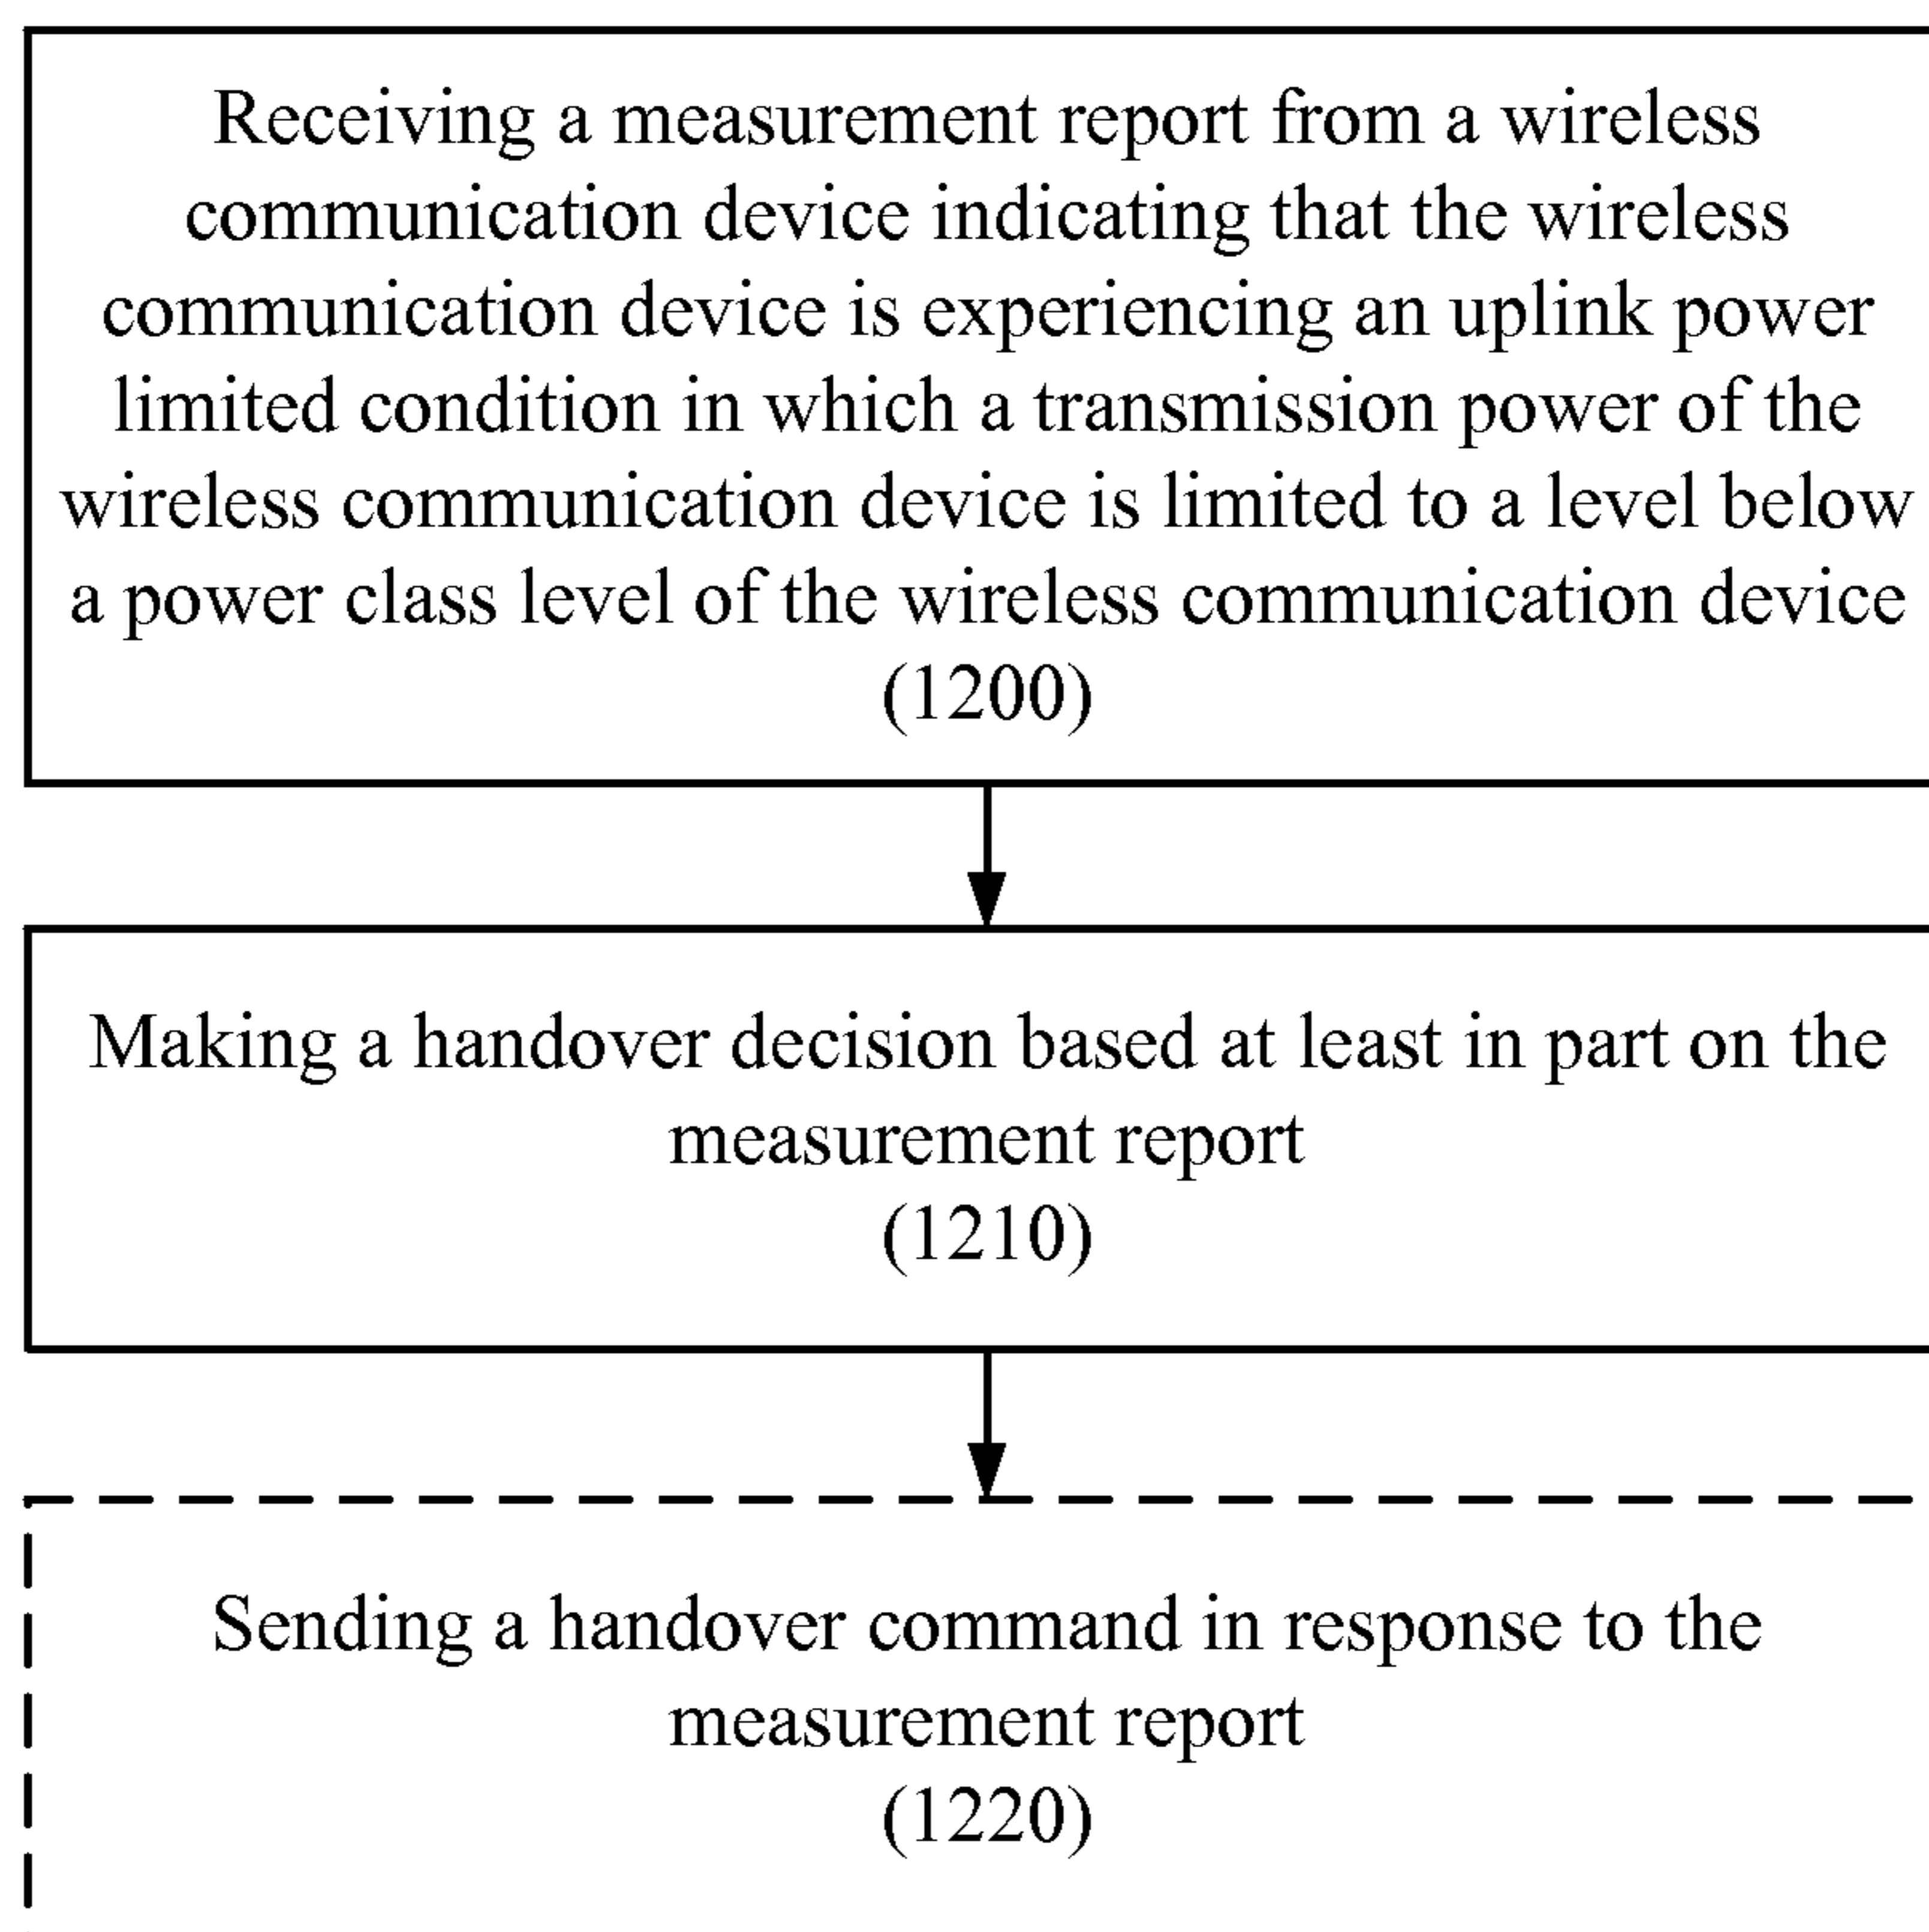 Receiving a measurement report from a wireless
communication device indicating that the wireless
communication device is experiencing an uplink power
limited condition in which a transmission power of the
wireless communication device is limited to a level below
a power class level of the wireless communication device
(1200)
Making a handover decision based at least in part on the
measurement report
(1210)
Sending a handover command in response to the
measurement report
(1220)